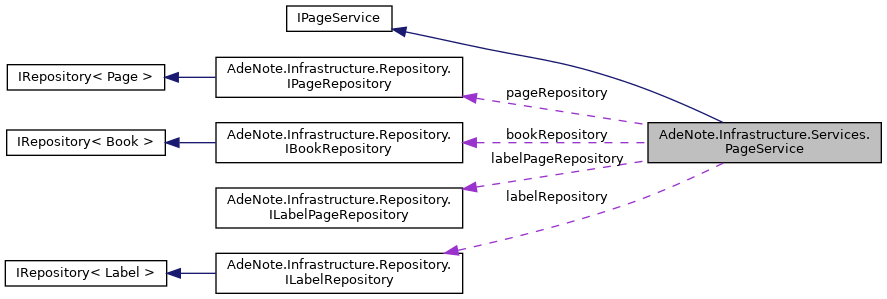 IPageService
IRepository< Page >
AdeNote.Infrastructure.Repository.
IPageRepository
pageRepository
IRepository< Book >
AdeNote.Infrastructure.Repository.
IBookRepository
bookRepository
AdeNote.Infrastructure.Services.
PageService
labelPageRepository
AdeNote.Infrastructure.Repository.
ILabelPageRepository
labelRepository
IRepository< Label >
AdeNote.Infrastructure.Repository.
ILabelRepository